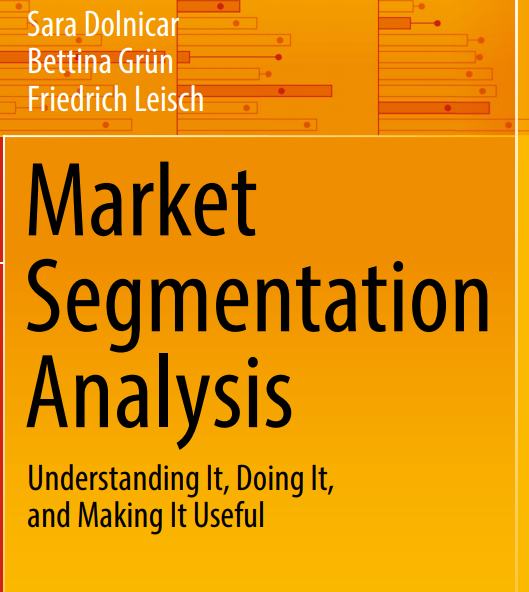 Sara Dolnicar
Bettina Grün
Friedrich Leisch
Market
Segmentation
Analysis
Understanding It, Doing It,
and Making It Useful